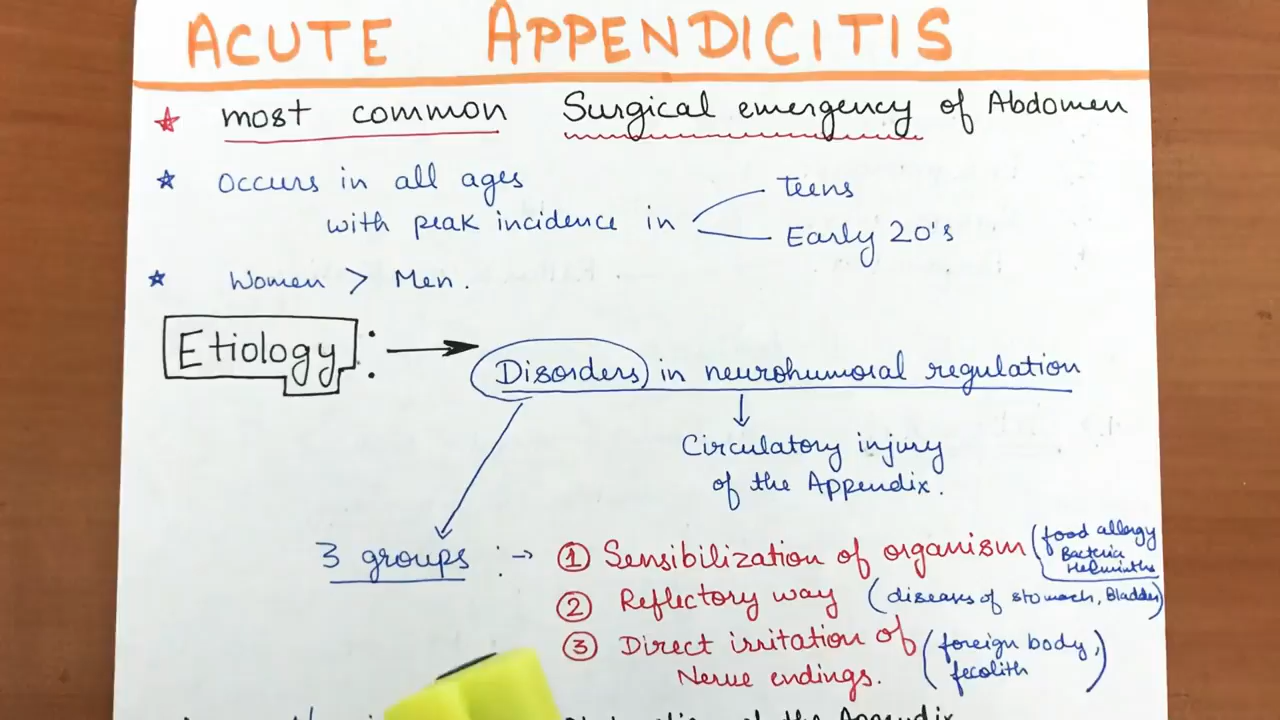 ACUTE APPENDICITIS
most common Surgical emergency of Abdomen
Occurs in all ages
with peak incidence in
Teens
Early 20's
Women > Men.
Etiology :
Disorders in neurohumoral regulation
Circulatory injury
of the Appendix.
3 groups :→
① Sensibilization of organism (food allergy
Bacteria
Helminths
② Reflectory way (diseases of stomach, Bladder)
③ Direct irritation of
Nerve endings.
(foreign body,
fecolith)
of the Appendix